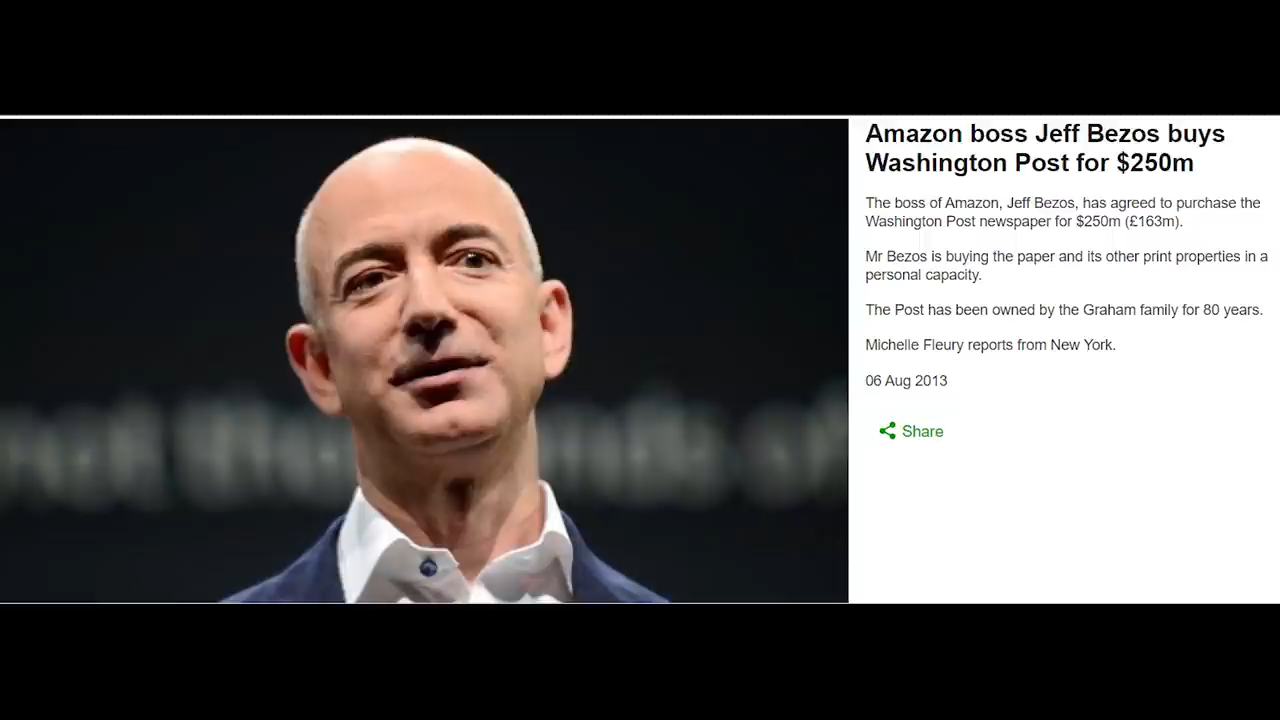 Amazon boss Jeff Bezos buys
Washington Post for $250m
The boss of Amazon, Jeff Bezos, has agreed to purchase the
Washington Post newspaper for $250m (£163m).
Mr Bezos is buying the paper and its other print properties in a
personal capacity.
The Post has been owned by the Graham family for 80 years.
Michelle Fleury reports from New York.
06 Aug 2013
Share